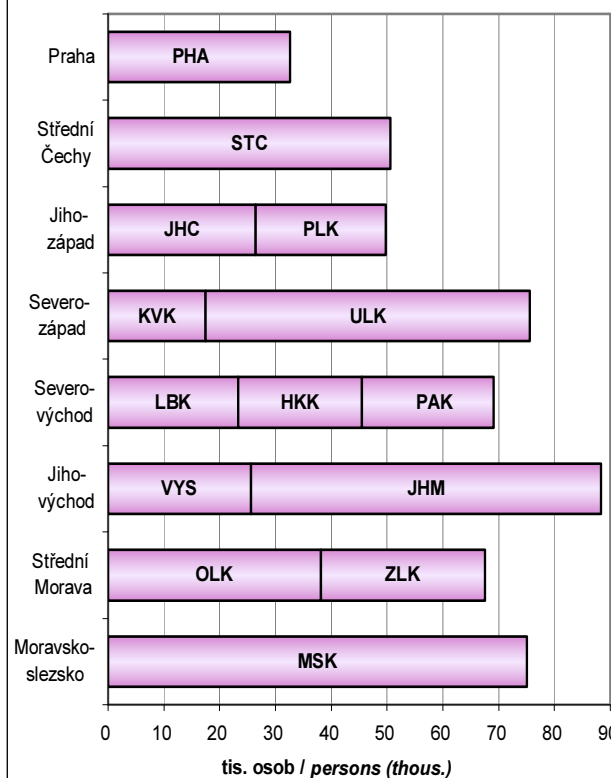 Praha
PHA
Střední
Čechy
STC
Jiho-
západ
JHC PLK
Severo-
západ
KVK ULK
Severo-
východ
LBK HKK PAK
Jiho-
východ
VYS JHM
Střední
Morava
OLK ZLK
Moravsko-
slezsko
MSK
0 10 20 30 40 50 60 70 80 90
tis. osob / persons (thous.)